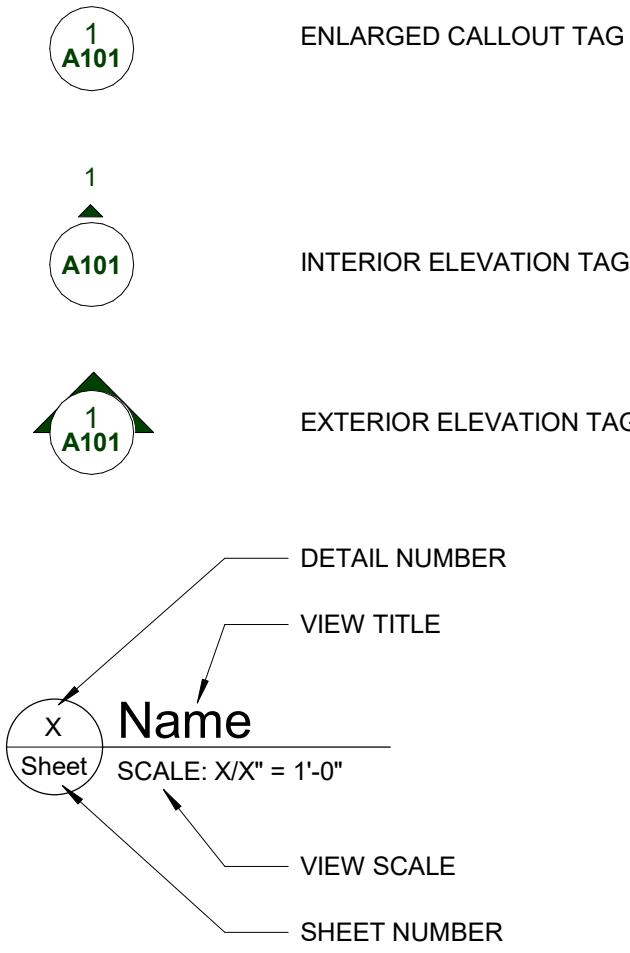 1
A101
ENLARGED CALLOUT TAG
1
A101
INTERIOR ELEVATION TAG
1
A101
EXTERIOR ELEVATION TAG
DETAIL NUMBER
VIEW TITLE
X
Name
Sheet
SCALE: X/X" = 1'-0"
VIEW SCALE
SHEET NUMBER